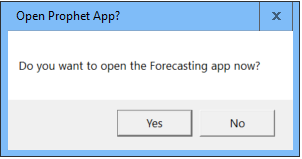 Open Prophet App?
x
Do you want to open the Forecasting app now?
Yes
No